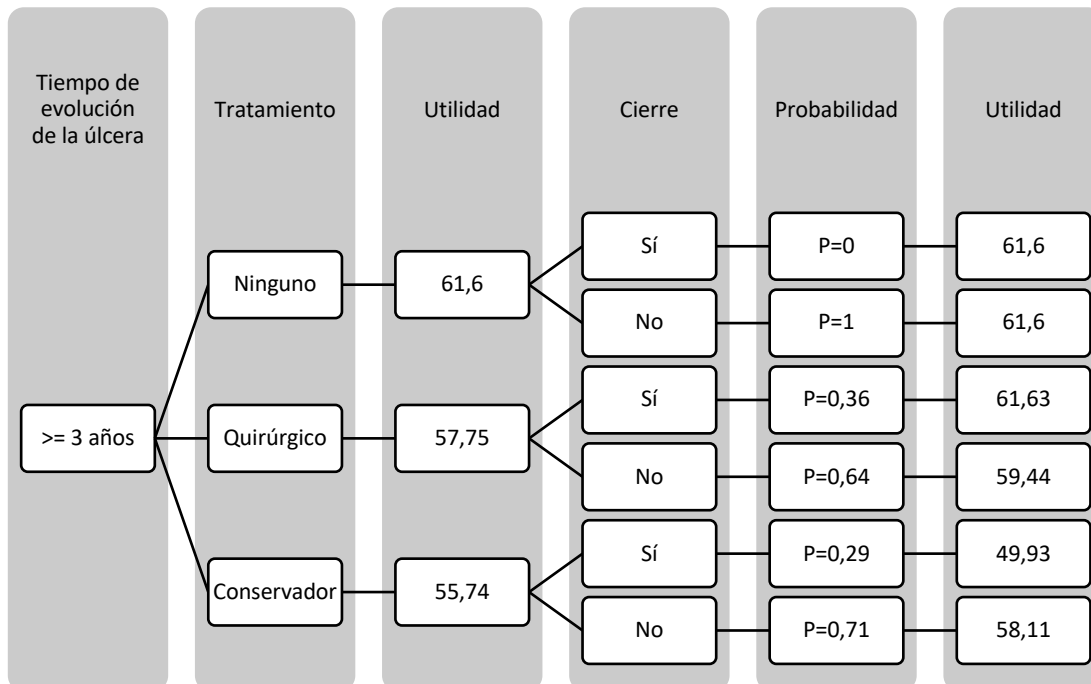 Tiempo de
evolución
de la úlcera
Tratamiento
Utilidad
Cierre
Probabilidad
Utilidad
>= 3 años
Ninguno
61,6
Sí
P=0
61,6
No
P=1
61,6
Quirúrgico
57,75
Sí
P=0,36
61,63
No
P=0,64
59,44
Conservador
55,74
Sí
P=0,29
49,93
No
P=0,71
58,11